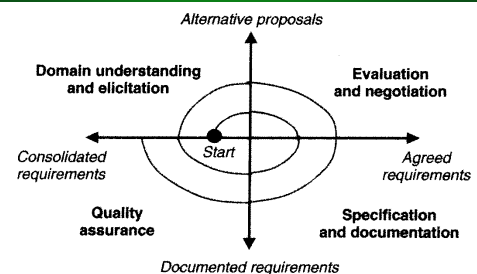 Alternative proposals
Domain understanding
and elicitation
Evaluation
and negotiation
Start
Consolidated
requirements
Agreed
requirements
Quality
assurance
Specification
and documentation
Documented requirements